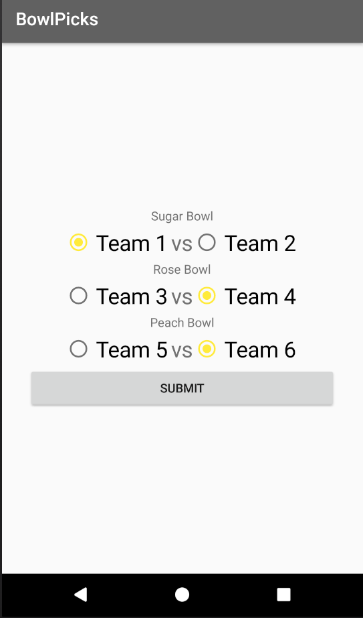 BowlPicks
Sugar Bowl
Team 1 vs Team 2
Rose Bowl
Team 3 vs Team 4
Peach Bowl
Team 5 vs Team 6
SUBMIT